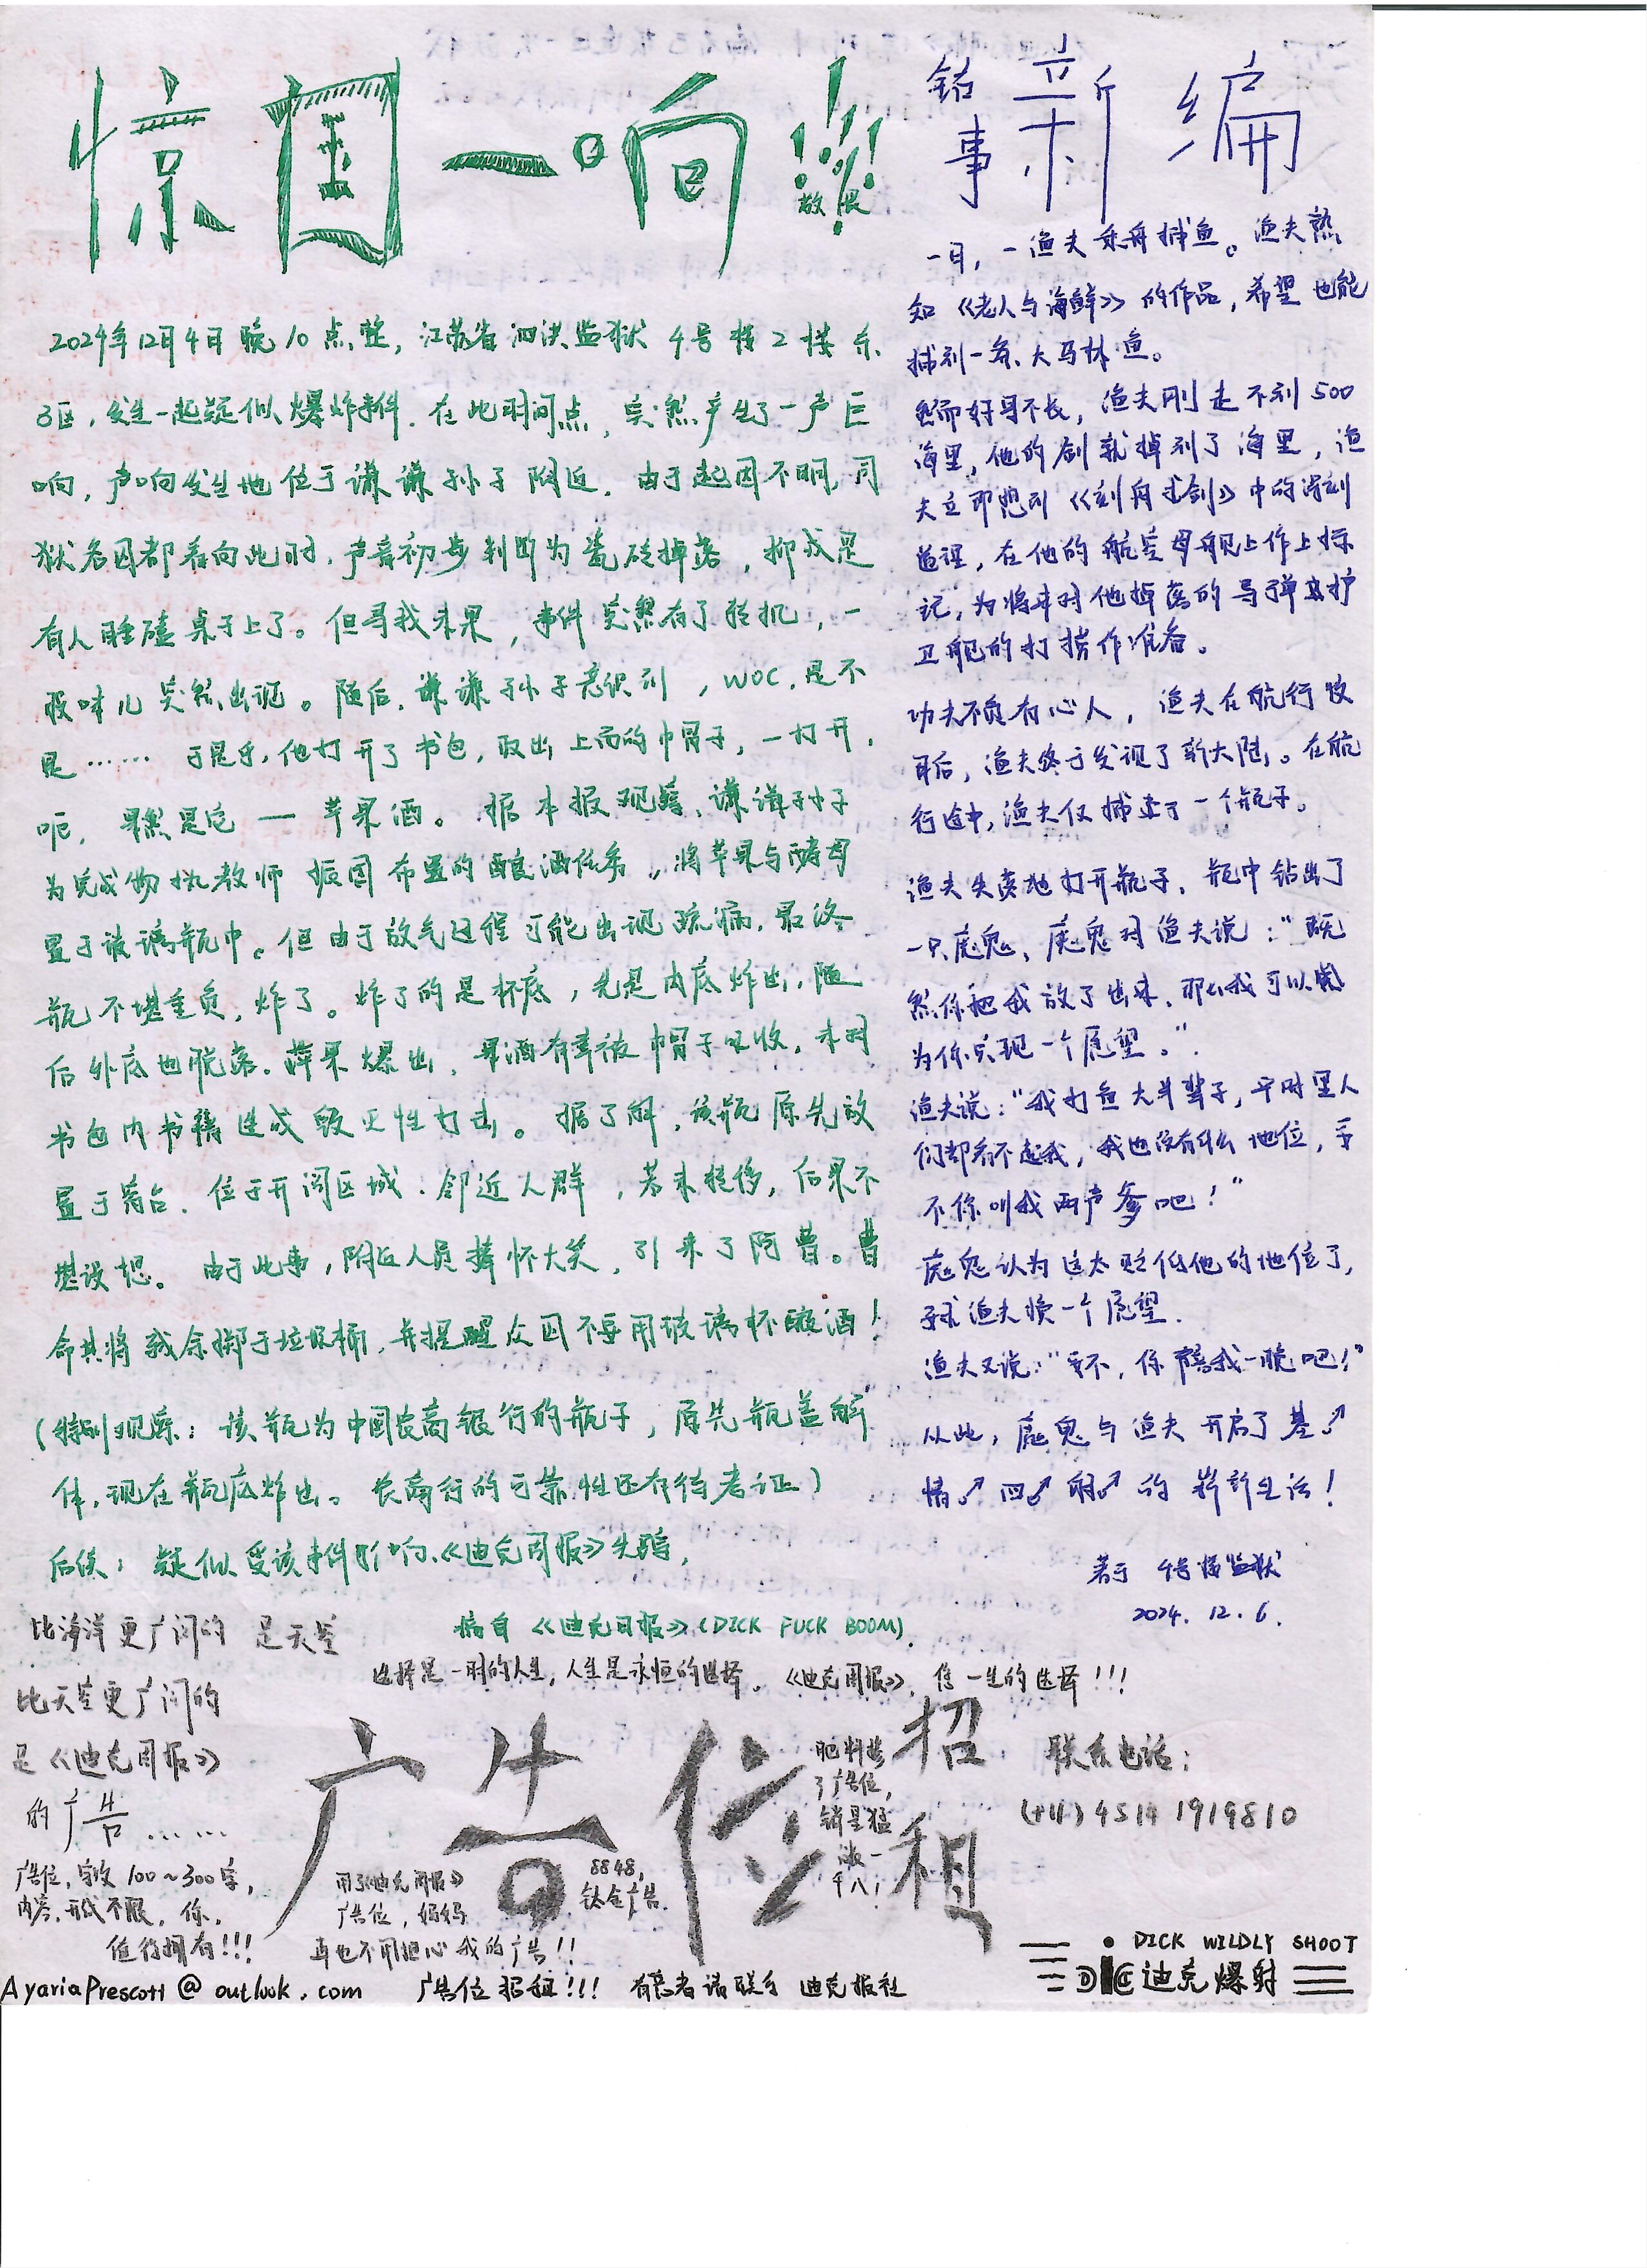 惊闻一响!!!
2024年12月4日晚10点整，江苏省泗洪监狱4号楼2楼东
3区，发生一起疑似爆炸事件. 在此时间点，突然产生了一声巨
响，声响发生地位于谦谦孙子附近. 由于起因不明，同
狱各囚都看向此时. 声音初步判断为瓷砖掉落，抑或是
有人睡磕桌子上了。但寻找未果，事件突然有了转机，一
股味儿突然出现。随后，谦谦孙子意识到，WOC，是不
是…… 于是乎，他打开了书包，取出上面的巾帽子，一打开，
呃，果然是它 — 苹果酒。据本报观察，谦谦孙子
为完成物执教师 振国 布置的酿酒任务，将苹果与酵母
置于玻璃瓶中。但由于放气过程可能出现疏漏，最终
瓶不堪重负，炸了。炸了的是杯底，先是内底炸出，随
后外底也脱落。苹果爆出，果酒有幸被巾帽子吸收，未对
书包内书籍造成毁灭性打击。据了解，该瓶原先放
置于窗台，位于开阔区域，邻近人群，若未转移，后果不
堪设想。由于此事，附近人员捧怀大笑，引来了阿曹。曹
命其将残余掷于垃圾桶，并提醒众囚不要用玻璃杯酿酒！
(特别观察：该瓶为中国农商银行的瓶子，原先瓶盖解
体，现在瓶底炸出。农商行的可靠性还有待考证)
后续：疑似受该事件影响，《迪克周报》失踪，
摘自《迪克日报》(DICK FUCK BOOM).
故事新编
一日，一渔夫乘舟捕鱼。渔夫熟
知《老人与海鲜》的作品，希望也能
捕到一条大马林鱼。
然而好景不长，渔夫刚走不到500
海里，他的剑就掉到了海里，渔
夫立即想到《刻舟求剑》中的深刻
道理，在他的航空母舰上作上标
记，为将来对他掉落的导弹及护
卫舰的打捞作准备。
功夫不负有心人，渔夫在航行数
日后，渔夫终于发现了新大陆。在航
行途中，渔夫仅捕捞了一个瓶子。
渔夫失落地打开瓶子，瓶中钻出了
一只魔鬼，魔鬼对渔夫说：“既
然你把我放了出来，那么我可以
为你实现一个愿望。”
渔夫说：“我打鱼大半辈子，平时里人
们都看不起我，我也没有什么地位，要
不你叫我两声爹吧！”
魔鬼认为这太贬低他的地位了，
要求渔夫换一个愿望.
渔夫又说：“要不，你陪我一晚吧！”
从此，魔鬼与渔夫开启了基♂
情♂四♂射♂的崭新生活！
著于 4号楼监狱
2024. 12. 6.
比海洋更广阔的 是天空
比天空更广阔的
是《迪克周报》
的广告……
选择是一时的人生，人生是永恒的选择。《迪克周报》，您一生的选择!!!
广告位招租
广告位，字数100~300字，
内容，形式不限，你，
值得拥有!!!
用了《迪克周报》
广告位，妈妈
再也不用担心我的广告!!
8848，
钛金广告.
肥料搽
了广告位，
销量猛
涨一
千八！
联系电话：
(+11) 4514 1919810
AyariaPrescott@outlook.com
广告位招租!!! 有意者请联系 迪克报社
DICK WILDLY SHOOT
DICK迪克爆射